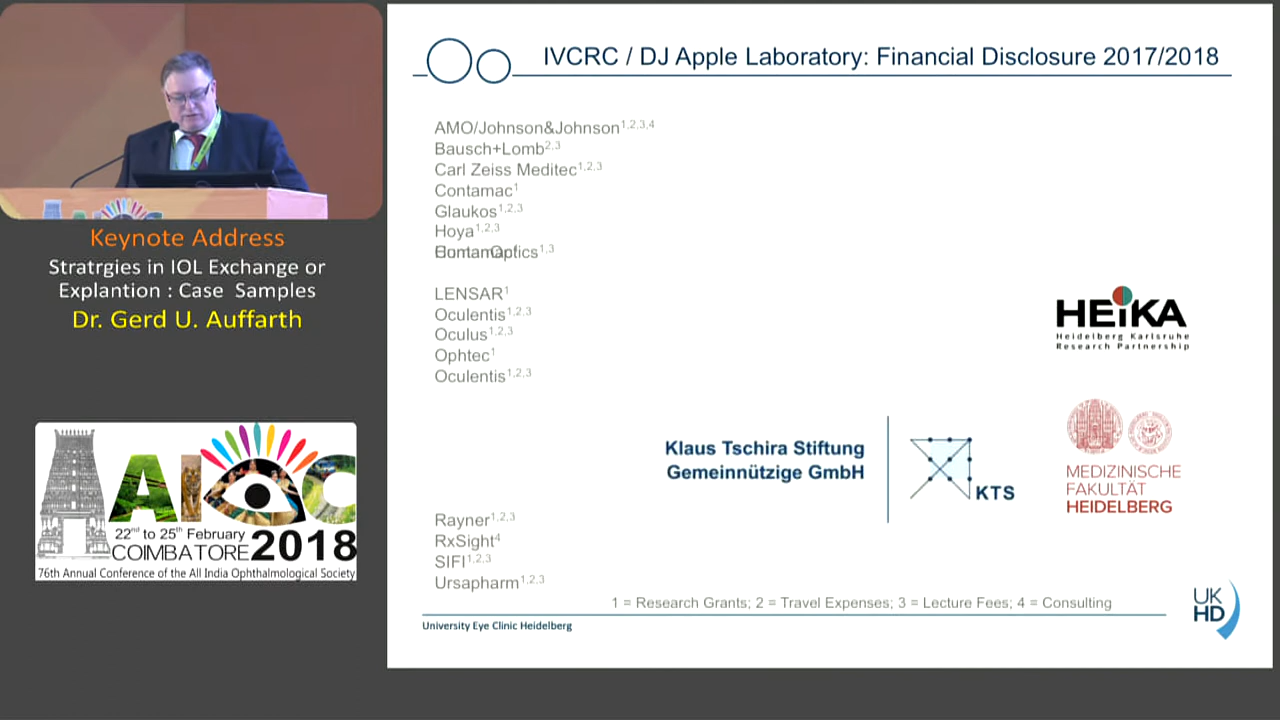 IVCRC / DJ Apple Laboratory: Financial Disclosure 2017/2018
AMO/Johnson&Johnson1,2,3,4
Bausch+Lomb2,3
Carl Zeiss Meditec1,2,3
Contamac1
Glaukos1,2,3
Hoya1,2,3
LENSAR1
Oculentis1,2,3
Oculus1,2,3
Ophtec1
Oculentis1,2,3
Rayner1,2,3
RxSight4
SIFI1,2,3
Ursapharm1,2,3
1 = Research Grants; 2 = Travel Expenses; 3 = Lecture Fees; 4 = Consulting
University Eye Clinic Heidelberg
HEiKA
Heidelberg Karlsruhe
Research Partnership
Klaus Tschira Stiftung
Gemeinnützige GmbH
KTS
MEDIZINISCHE
FAKULTÄT
HEIDELBERG
UK
HD
Keynote Address
Stratrgies in IOL Exchange or
Explantion : Case Samples
Dr. Gerd U. Auffarth
AIOC
22nd to 25th February
COIMBATORE 2018
76th Annual Conference of the All India Ophthalmological Society